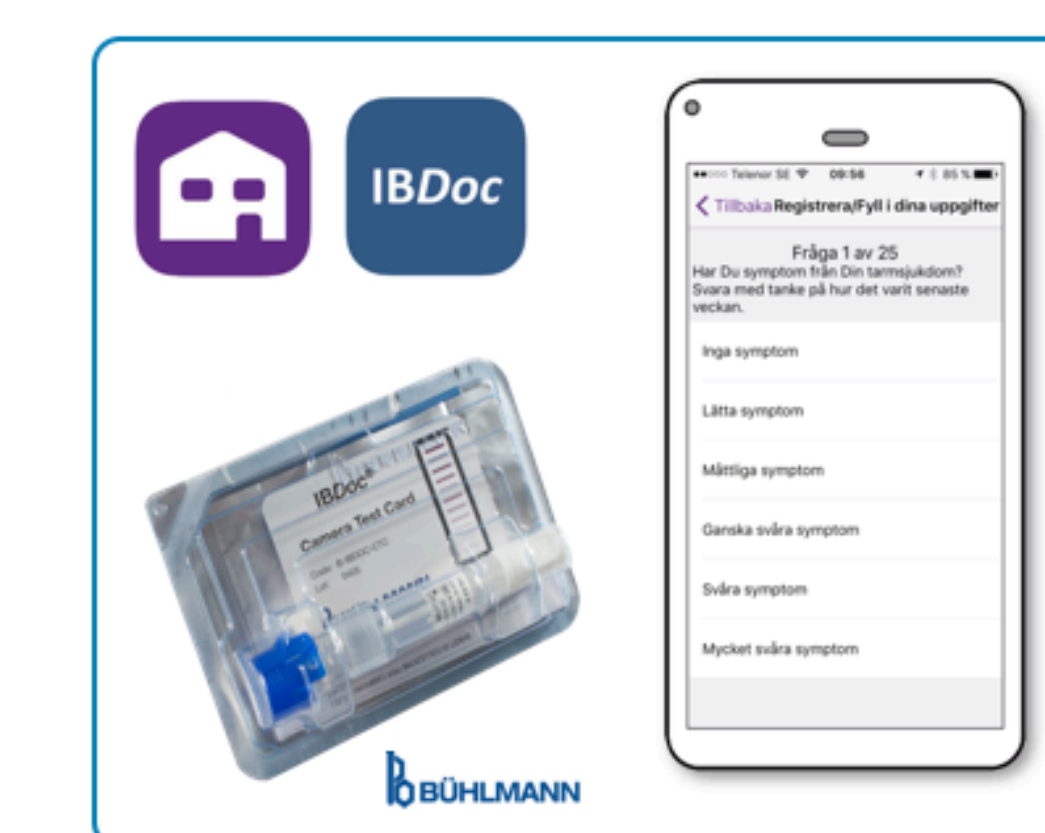 IBDoc
Telenor SE 09:56 85 %
Tillbaka Registrera/Fyll i dina uppgifter
Fråga 1 av 25
Har Du symptom från Din tarmsjukdom?
Svara med tanke på hur det varit senaste
veckan.
Inga symptom
Lätta symptom
Måttliga symptom
Ganska svåra symptom
Svåra symptom
Mycket svåra symptom
IBDoc®
Camera Test Card
BÜHLMANN